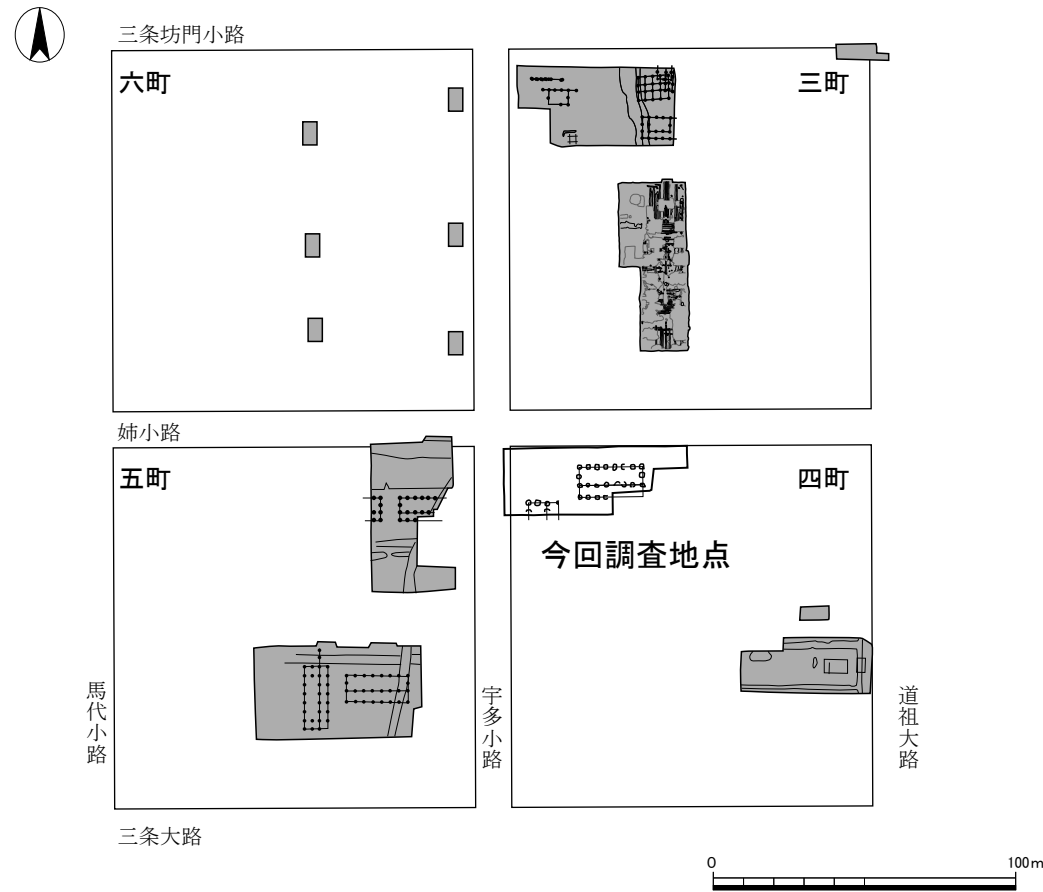 三条坊門小路
六町
三町
姉小路
五町
四町
今回調査地点
馬代小路
宇多小路
道祖大路
三条大路
0
100m